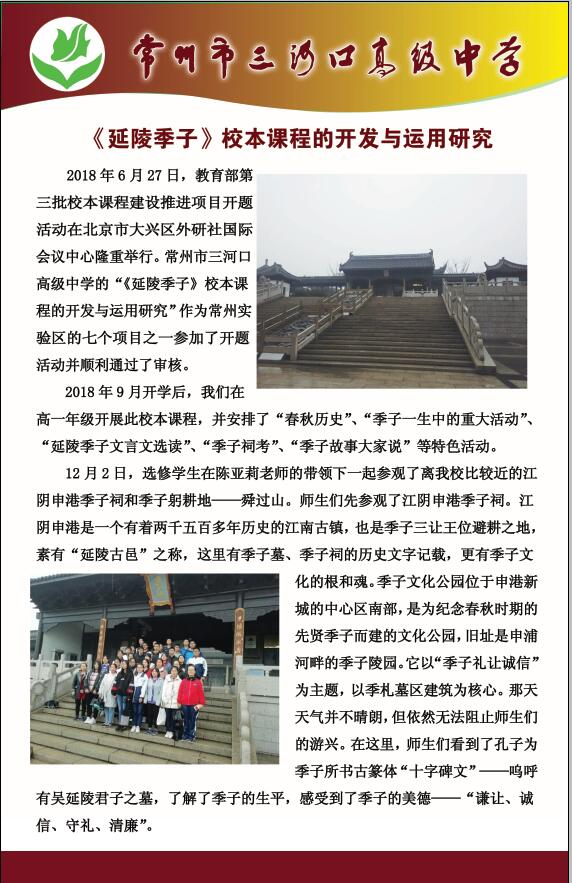 常州市三河口高级中学
《延陵季子》校本课程的开发与运用研究
2018 年 6 月 27 日，教育部第
三批校本课程建设推进项目开题
活动在北京市大兴区外研社国际
会议中心隆重举行。常州市三河口
高级中学的“《延陵季子》校本课
程的开发与运用研究”作为常州实
验区的七个项目之一参加了开题
活动并顺利通过了审核。
2018 年 9 月开学后，我们在
高一年级开展此校本课程，并安排了“春秋历史”、“季子一生中的重大活动”、
“延陵季子文言文选读”、“季子祠考”、“季子故事大家说”等特色活动。
12 月 2 日，选修学生在陈亚莉老师的带领下一起参观了离我校比较近的江
阴申港季子祠和季子躬耕地——舜过山。师生们先参观了江阴申港季子祠。江
阴申港是一个有着两千五百多年历史的江南古镇，也是季子三让王位避耕之地，
素有“延陵古邑”之称，这里有季子墓、季子祠的历史文字记载，更有季子文
化的根和魂。季子文化公园位于申港新
城的中心区南部，是为纪念春秋时期的
先贤季子而建的文化公园，旧址是申浦
河畔的季子陵园。它以“季子礼让诚信”
为主题，以季札墓区建筑为核心。那天
天气并不晴朗，但依然无法阻止师生们
的游兴。在这里，师生们看到了孔子为
季子所书古篆体“十字碑文”——呜呼
有吴延陵君子之墓，了解了季子的生平，感受到了季子的美德——“谦让、诚
信、守礼、清廉”。